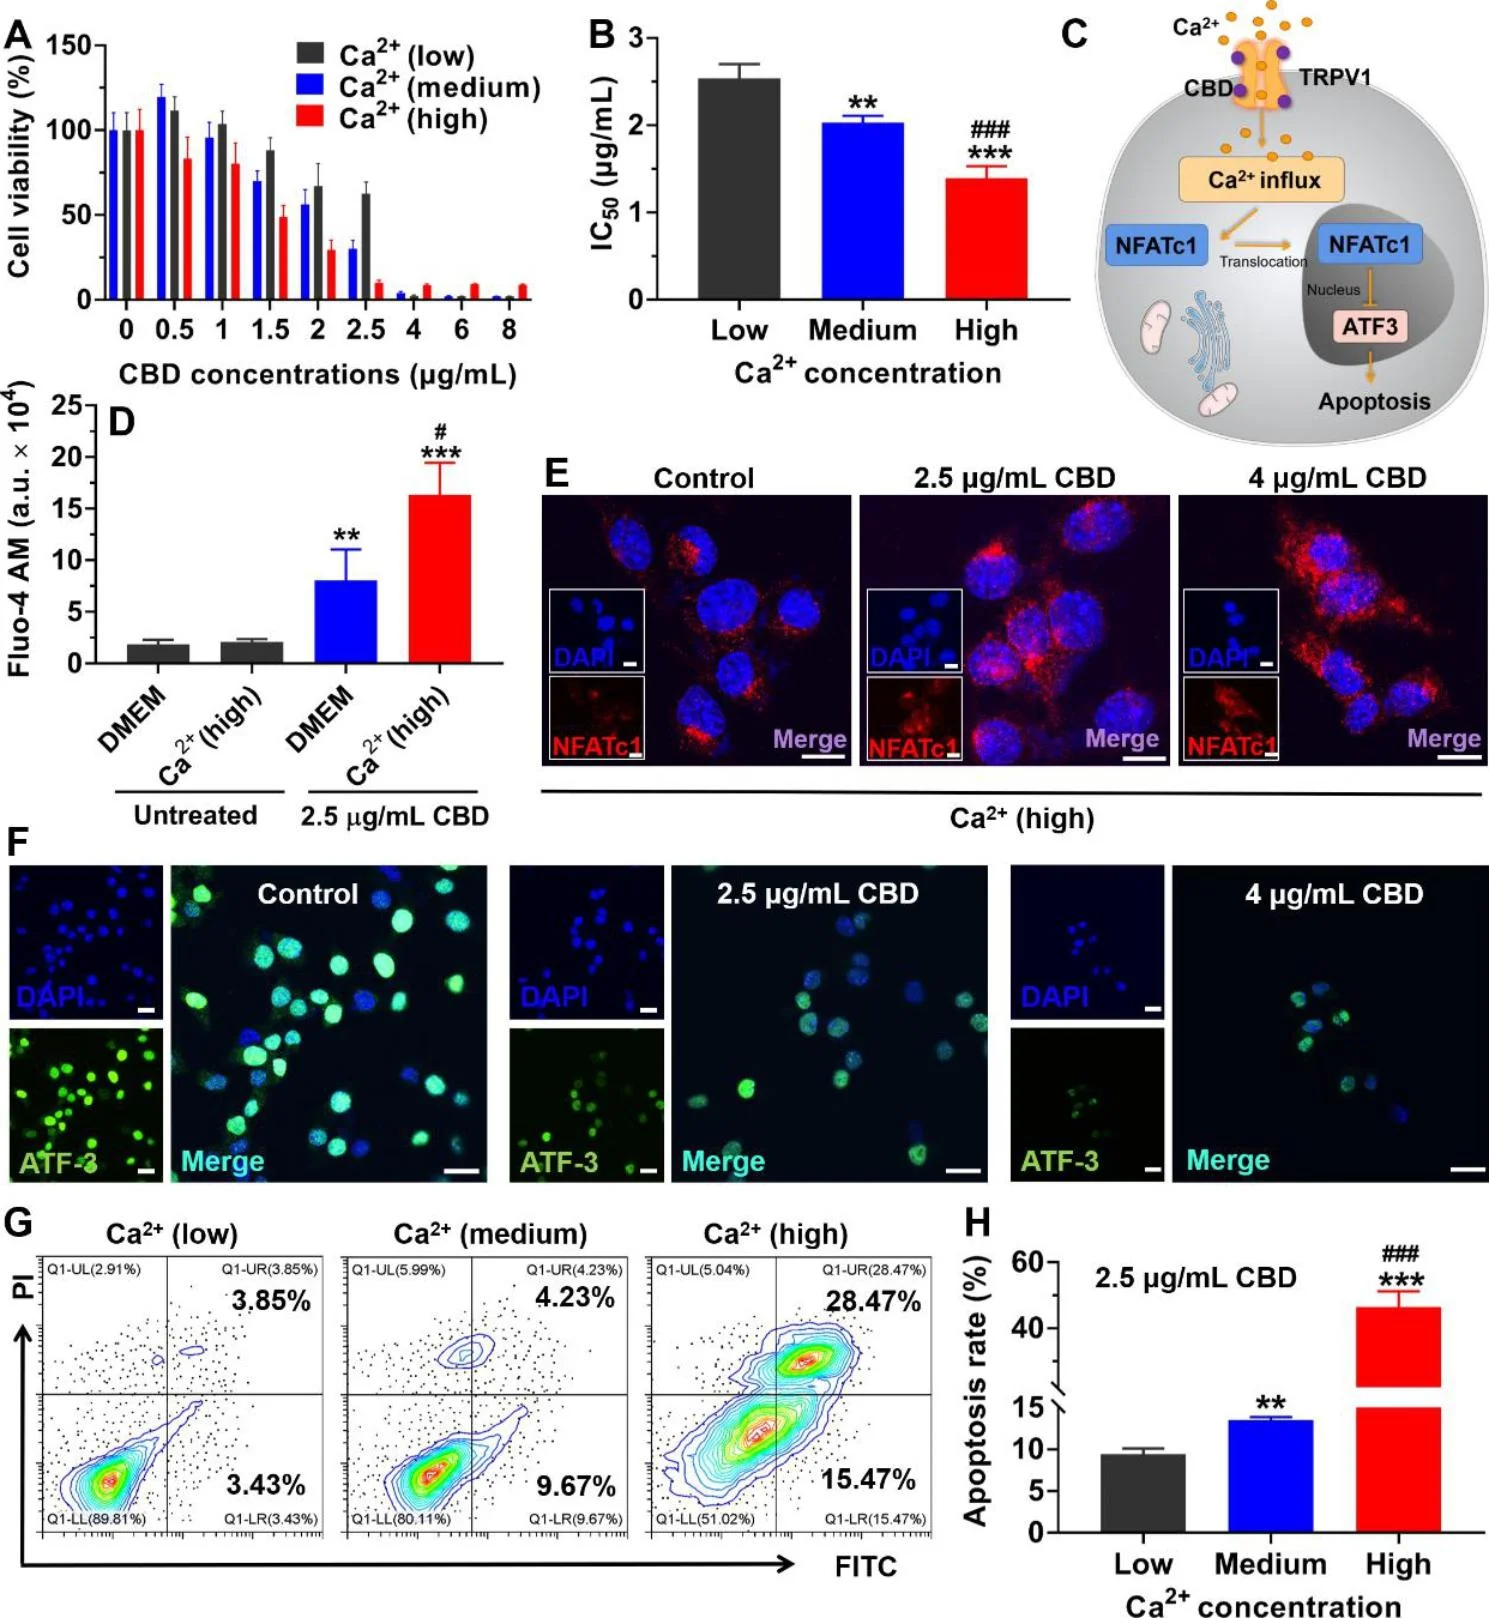 A
Cell viability (%)
150
100
50
0
Ca²⁺ (low)
Ca²⁺ (medium)
Ca²⁺ (high)
0 0.5 1 1.5 2 2.5 4 6 8
CBD concentrations (μg/mL)
B
IC₅₀ (μg/mL)
3
2
1
0
**
###
***
Low Medium High
Ca²⁺ concentration
C
Ca²⁺
CBD
TRPV1
Ca²⁺ influx
NFATc1
Translocation
NFATc1
Nucleus
ATF3
Apoptosis
D
Fluo-4 AM (a.u. × 10⁴)
25
20
15
10
5
0
**
#
***
DMEM
Ca²⁺ (high)
DMEM
Ca²⁺ (high)
Untreated
2.5 μg/mL CBD
E
Control
2.5 μg/mL CBD
4 μg/mL CBD
DAPI
NFATc1
Merge
DAPI
NFATc1
Merge
DAPI
NFATc1
Merge
Ca²⁺ (high)
F
DAPI
ATF-3
Control
Merge
DAPI
ATF-3
2.5 μg/mL CBD
Merge
DAPI
ATF-3
4 μg/mL CBD
Merge
G
PI
Ca²⁺ (low)
Q1-UL(2.91%) Q1-UR(3.85%)
3.85%
3.43%
Q1-LL(89.81%) Q1-LR(3.43%)
Ca²⁺ (medium)
Q1-UL(5.99%) Q1-UR(4.23%)
4.23%
9.67%
Q1-LL(80.11%) Q1-LR(9.67%)
Ca²⁺ (high)
Q1-UL(5.04%) Q1-UR(28.47%)
28.47%
15.47%
Q1-LL(51.02%) Q1-LR(15.47%)
FITC
H
Apoptosis rate (%)
60
40
15
10
5
0
2.5 μg/mL CBD
**
###
***
Low Medium High
Ca²⁺ concentration